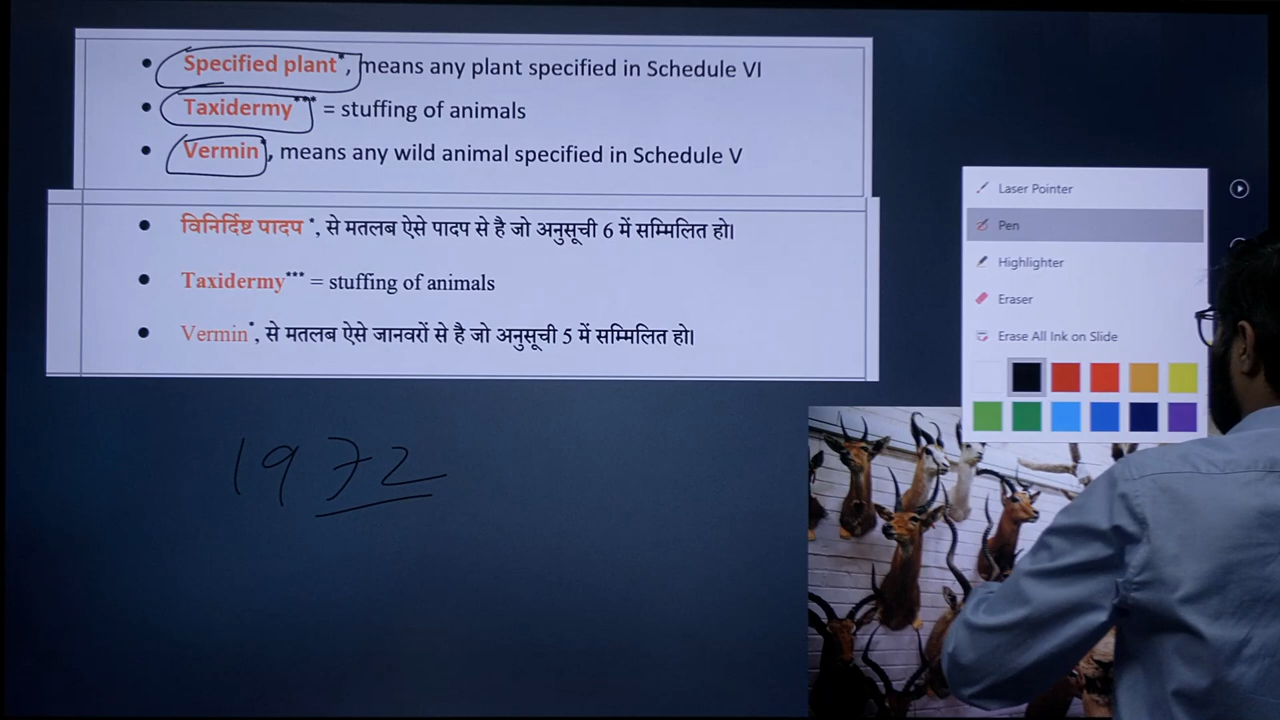 • Specified plant*, means any plant specified in Schedule VI
• Taxidermy*** = stuffing of animals
• Vermin*, means any wild animal specified in Schedule V
• विनिर्दिष्ट पादप *, से मतलब ऐसे पादप से है जो अनुसूची 6 में सम्मिलित हो।
• Taxidermy*** = stuffing of animals
• Vermin*, से मतलब ऐसे जानवरों से है जो अनुसूची 5 में सम्मिलित हो।
1972
Laser Pointer
Pen
Highlighter
Eraser
Erase All Ink on Slide